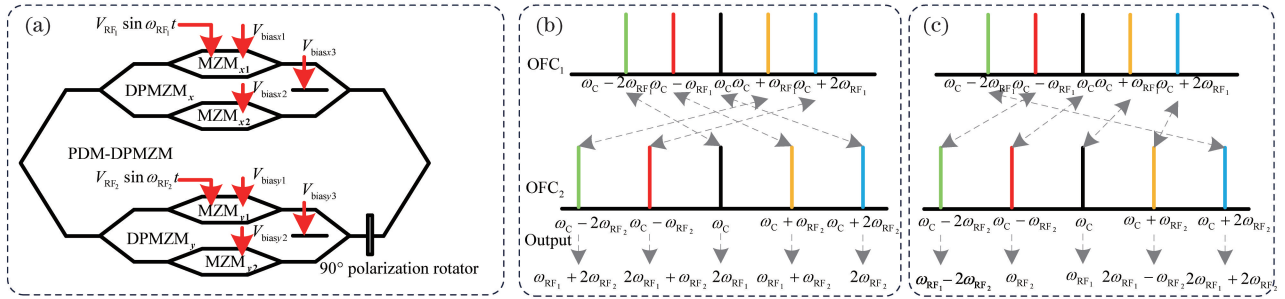 (a)
V_RF₁ sin ω_RF₁ t
V_biasx1
V_biasx3
MZM_x1
DPMZM_x
V_biasx2
MZM_x2
PDM-DPMZM
V_RF₂ sin ω_RF₂ t
V_biasy1
V_biasy3
MZM_y1
DPMZM_y
V_biasy2
MZM_y2
90° polarization rotator
(b)
OFC₁
ω_C − 2ω_RF₁ ω_C − ω_RF₁ ω_C ω_C + ω_RF₁ ω_C + 2ω_RF₁
OFC₂
ω_C − 2ω_RF₂ ω_C − ω_RF₂ ω_C ω_C + ω_RF₂ ω_C + 2ω_RF₂
Output
ω_RF₁ + 2ω_RF₂ 2ω_RF₁ + ω_RF₂ 2ω_RF₁ ω_RF₁ + ω_RF₂ 2ω_RF₂
(c)
ω_C − 2ω_RF₁ ω_C − ω_RF₁ ω_C ω_C + ω_RF₁ ω_C + 2ω_RF₁
ω_C − 2ω_RF₂ ω_C − ω_RF₂ ω_C ω_C + ω_RF₂ ω_C + 2ω_RF₂
ω_RF₁ − 2ω_RF₂ ω_RF₂ ω_RF₁ 2ω_RF₁ − ω_RF₂ 2ω_RF₁ + 2ω_RF₂